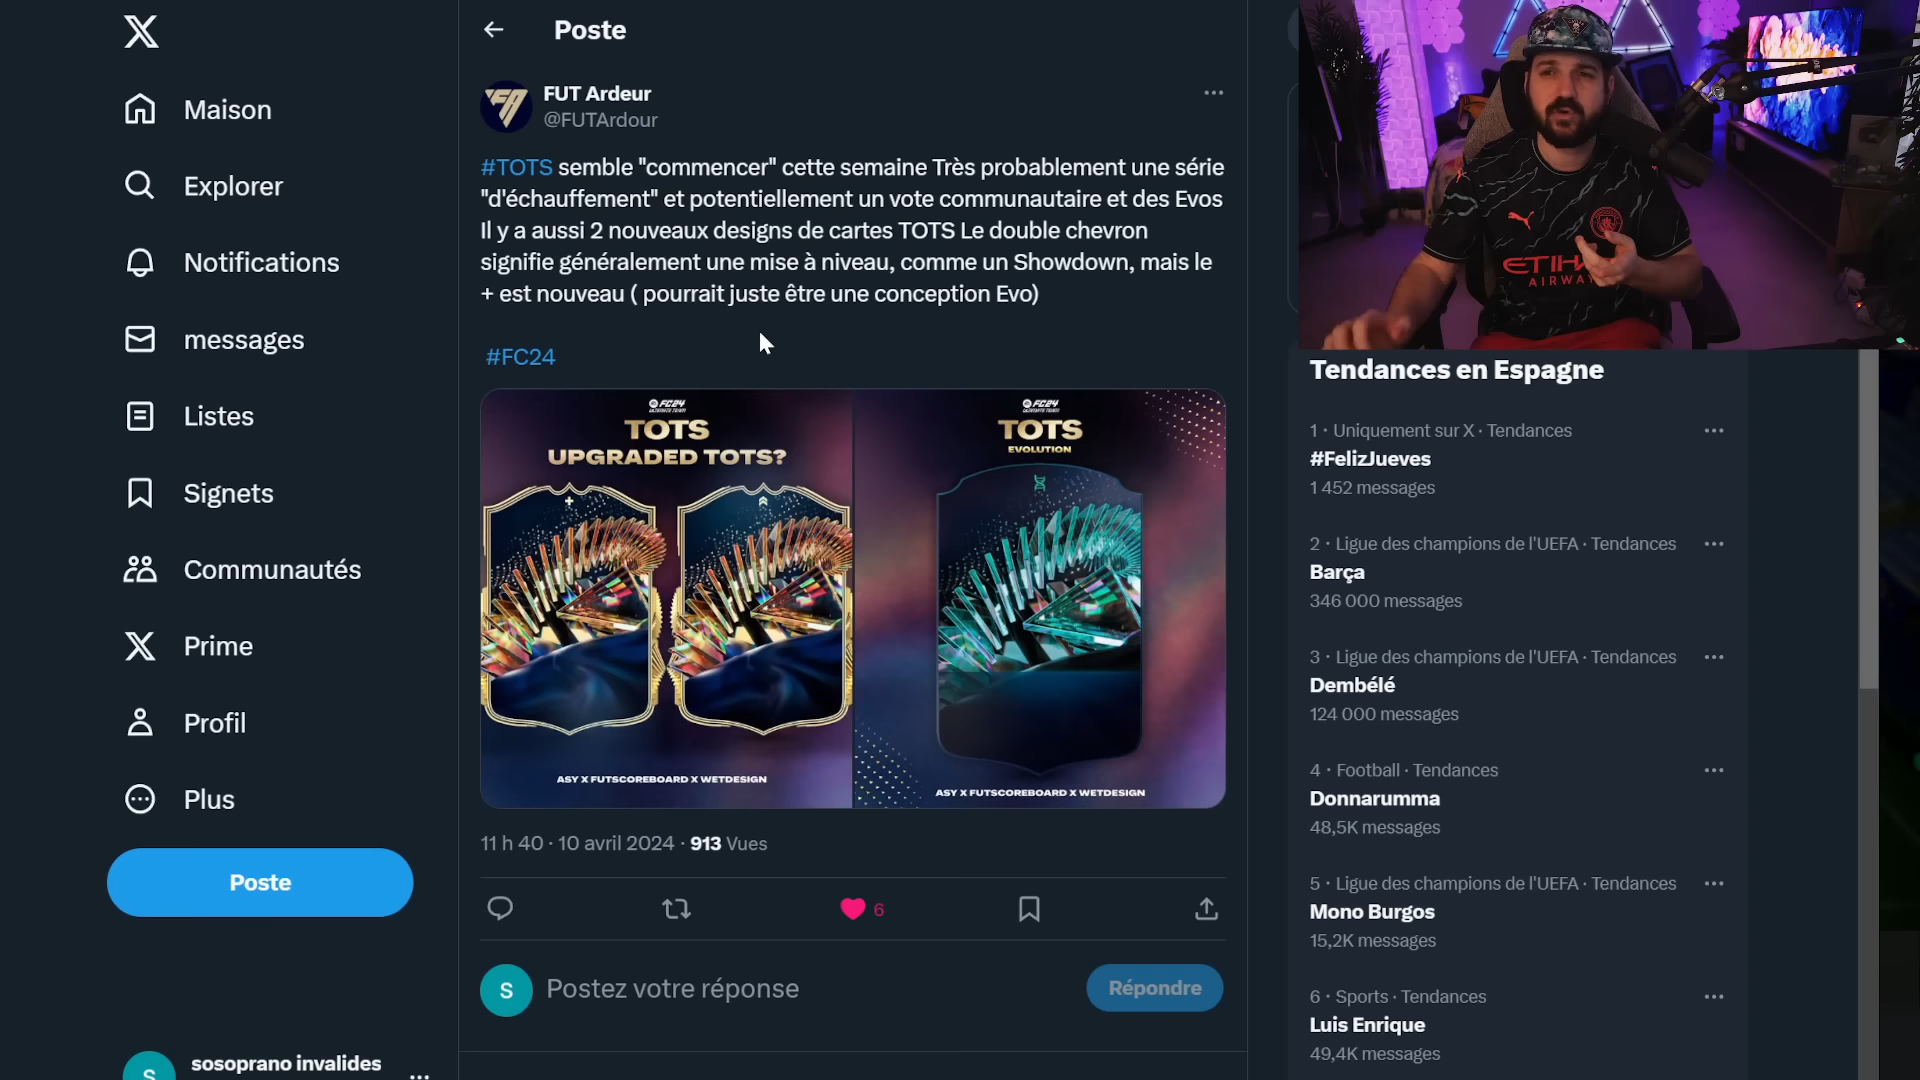 Maison
Explorer
Notifications
messages
Listes
Signets
Communautés
Prime
Profil
Plus
Poste
S
sosoprano invalides
Poste
FUT Ardeur
@FUTArdour
#TOTS semble "commencer" cette semaine Très probablement une série
"d'échauffement" et potentiellement un vote communautaire et des Evos
Il y a aussi 2 nouveaux designs de cartes TOTS Le double chevron
signifie généralement une mise à niveau, comme un Showdown, mais le
+ est nouveau ( pourrait juste être une conception Evo)
#FC24
FC24
ULTIMATE TEAM
TOTS
UPGRADED TOTS?
ASY X FUTSCOREBOARD X WETDESIGN
FC24
ULTIMATE TEAM
TOTS
EVOLUTION
ASY X FUTSCOREBOARD X WETDESIGN
11 h 40 · 10 avril 2024 · 913 Vues
6
S
Postez votre réponse
Répondre
ETIHAD
AIRWAYS
Tendances en Espagne
1 · Uniquement sur X · Tendances
#FelizJueves
1 452 messages
2 · Ligue des champions de l'UEFA · Tendances
Barça
346 000 messages
3 · Ligue des champions de l'UEFA · Tendances
Dembélé
124 000 messages
4 · Football · Tendances
Donnarumma
48,5K messages
5 · Ligue des champions de l'UEFA · Tendances
Mono Burgos
15,2K messages
6 · Sports · Tendances
Luis Enrique
49,4K messages